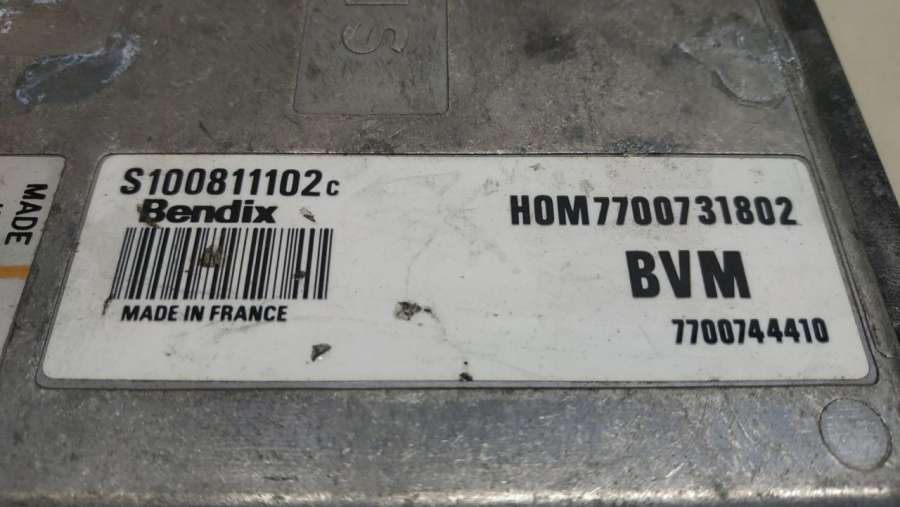 S100811102c
Bendix
MADE IN FRANCE
HOM7700731802
BVM
7700744410
MADE